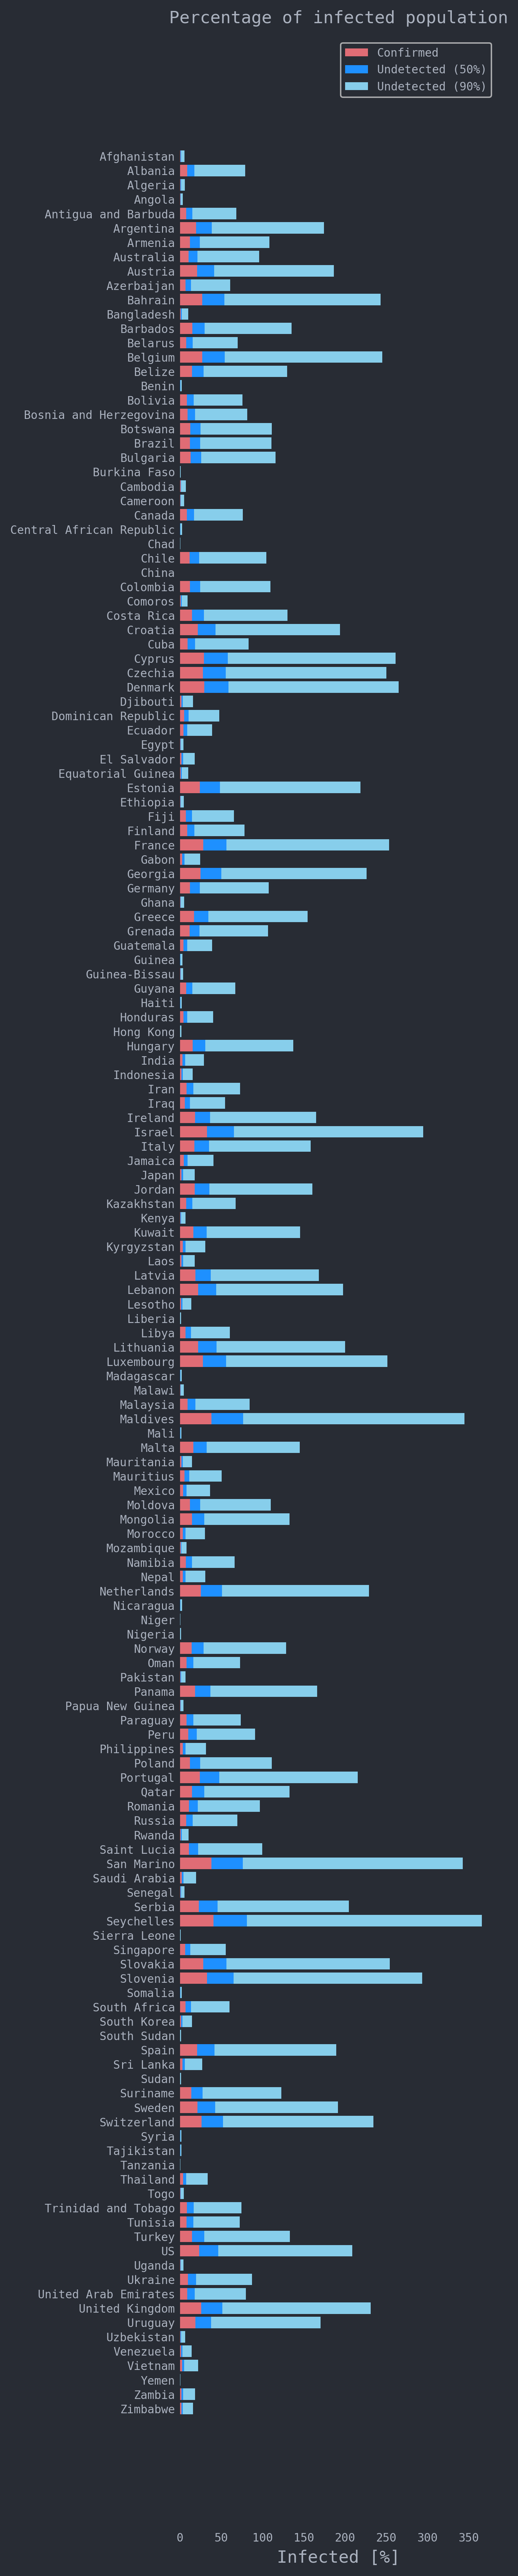 Percentage of infected population
Confirmed
Undetected (50%)
Undetected (90%)
Afghanistan
Albania
Algeria
Angola
Antigua and Barbuda
Argentina
Armenia
Australia
Austria
Azerbaijan
Bahrain
Bangladesh
Barbados
Belarus
Belgium
Belize
Benin
Bolivia
Bosnia and Herzegovina
Botswana
Brazil
Bulgaria
Burkina Faso
Cambodia
Cameroon
Canada
Central African Republic
Chad
Chile
China
Colombia
Comoros
Costa Rica
Croatia
Cuba
Cyprus
Czechia
Denmark
Djibouti
Dominican Republic
Ecuador
Egypt
El Salvador
Equatorial Guinea
Estonia
Ethiopia
Fiji
Finland
France
Gabon
Georgia
Germany
Ghana
Greece
Grenada
Guatemala
Guinea
Guinea-Bissau
Guyana
Haiti
Honduras
Hong Kong
Hungary
India
Indonesia
Iran
Iraq
Ireland
Israel
Italy
Jamaica
Japan
Jordan
Kazakhstan
Kenya
Kuwait
Kyrgyzstan
Laos
Latvia
Lebanon
Lesotho
Liberia
Libya
Lithuania
Luxembourg
Madagascar
Malawi
Malaysia
Maldives
Mali
Malta
Mauritania
Mauritius
Mexico
Moldova
Mongolia
Morocco
Mozambique
Namibia
Nepal
Netherlands
Nicaragua
Niger
Nigeria
Norway
Oman
Pakistan
Panama
Papua New Guinea
Paraguay
Peru
Philippines
Poland
Portugal
Qatar
Romania
Russia
Rwanda
Saint Lucia
San Marino
Saudi Arabia
Senegal
Serbia
Seychelles
Sierra Leone
Singapore
Slovakia
Slovenia
Somalia
South Africa
South Korea
South Sudan
Spain
Sri Lanka
Sudan
Suriname
Sweden
Switzerland
Syria
Tajikistan
Tanzania
Thailand
Togo
Trinidad and Tobago
Tunisia
Turkey
US
Uganda
Ukraine
United Arab Emirates
United Kingdom
Uruguay
Uzbekistan
Venezuela
Vietnam
Yemen
Zambia
Zimbabwe
0 50 100 150 200 250 300 350
Infected [%]